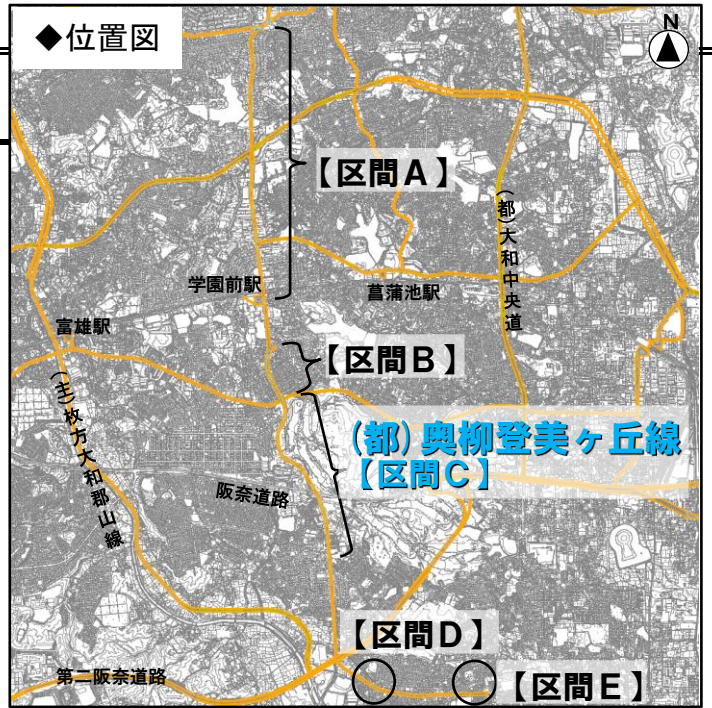 ◆位置図
N
【区間A】
(都)大和中央道
学園前駅
菖蒲池駅
富雄駅
【区間B】
(主)枚方大和郡山線
(都)奥柳登美ヶ丘線
【区間C】
阪奈道路
【区間D】
第二阪奈道路
【区間E】